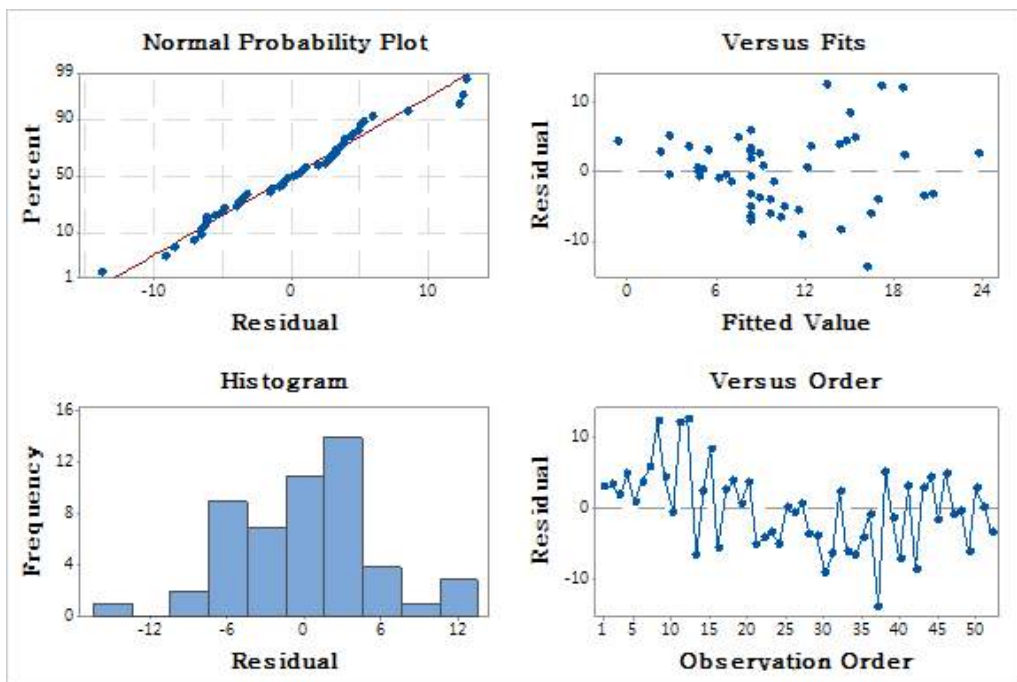 Normal Probability Plot
99
90
50
10
1
Percent
-10 0 10
Residual
Versus Fits
10
0
-10
Residual
0 6 12 18 24
Fitted Value
Histogram
16
12
8
4
0
Frequency
-12 -6 0 6 12
Residual
Versus Order
10
0
-10
Residual
1 5 10 15 20 25 30 35 40 45 50
Observation Order